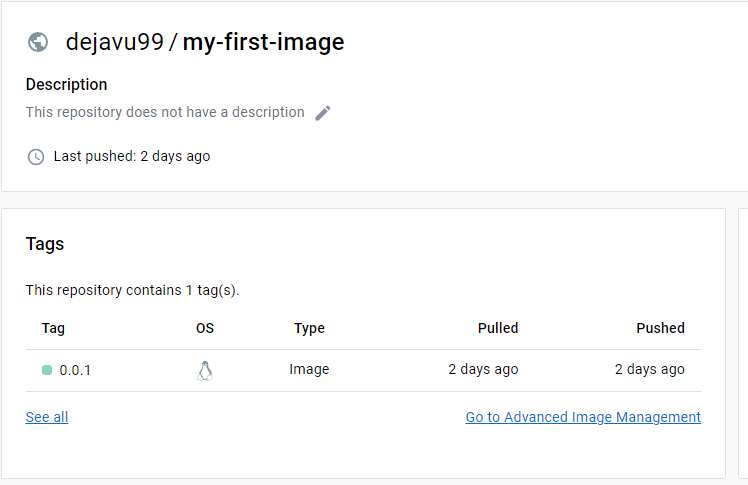 dejavu99 / my-first-image
Description
This repository does not have a description
Last pushed: 2 days ago
Tags
This repository contains 1 tag(s).
Tag OS Type Pulled Pushed
0.0.1 Image 2 days ago 2 days ago
See all Go to Advanced Image Management